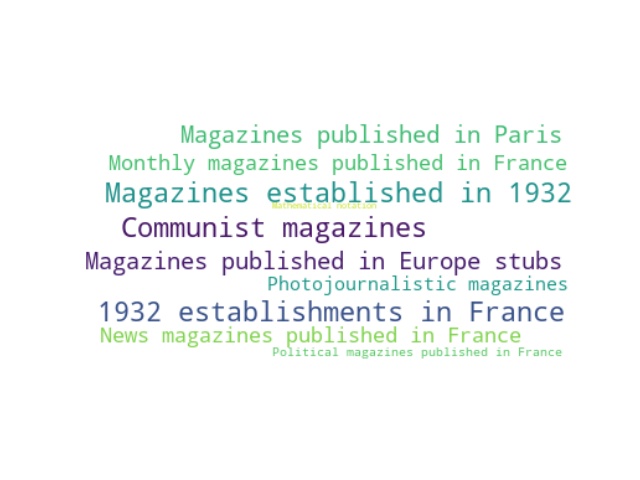 Magazines published in Paris
Monthly magazines published in France
Magazines established in 1932
Mathematical notation
Communist magazines
Magazines published in Europe stubs
Photojournalistic magazines
1932 establishments in France
News magazines published in France
Political magazines published in France